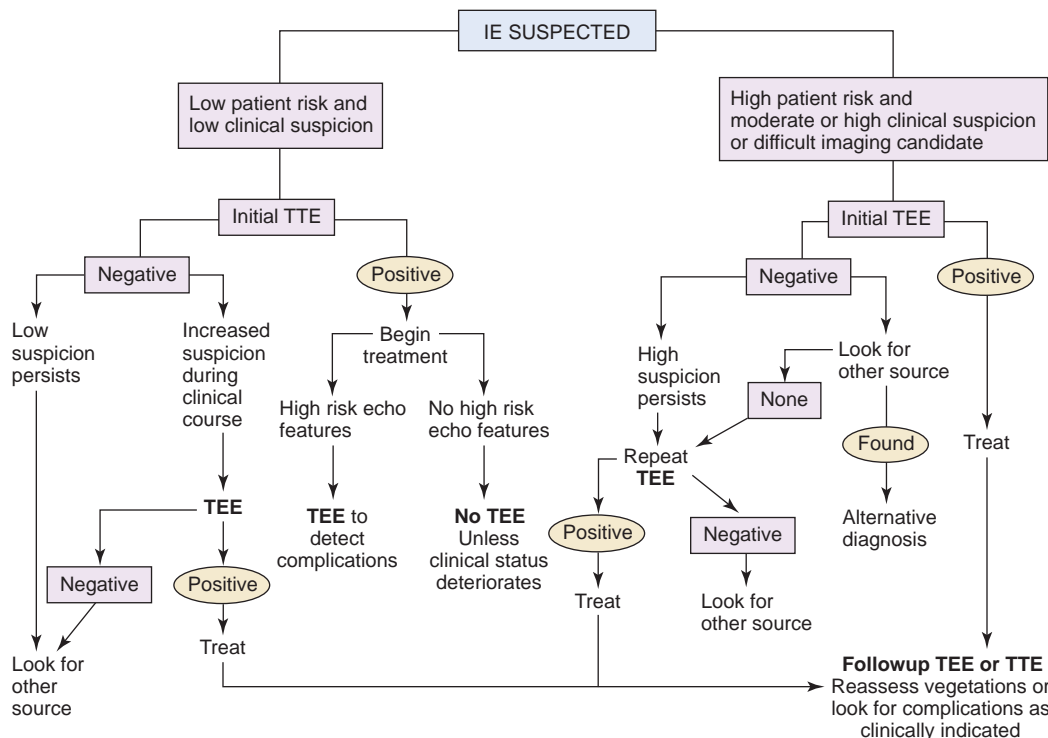 IE SUSPECTED
Low patient risk and
low clinical suspicion
High patient risk and
moderate or high clinical suspicion
or difficult imaging candidate
Initial TTE
Initial TEE
Negative
Positive
Negative
Positive
Low
suspicion
persists
Increased
suspicion
during
clinical
course
Begin
treatment
High risk echo
features
No high risk
echo features
High
suspicion
persists
Look for
other source
None
Found
Treat
Repeat
TEE
TEE
TEE to
detect
complications
No TEE
Unless
clinical status
deteriorates
Positive
Negative
Alternative
diagnosis
Negative
Positive
Treat
Look for
other source
Treat
Look for
other
source
Followup TEE or TTE
Reassess vegetations or
look for complications as
clinically indicated